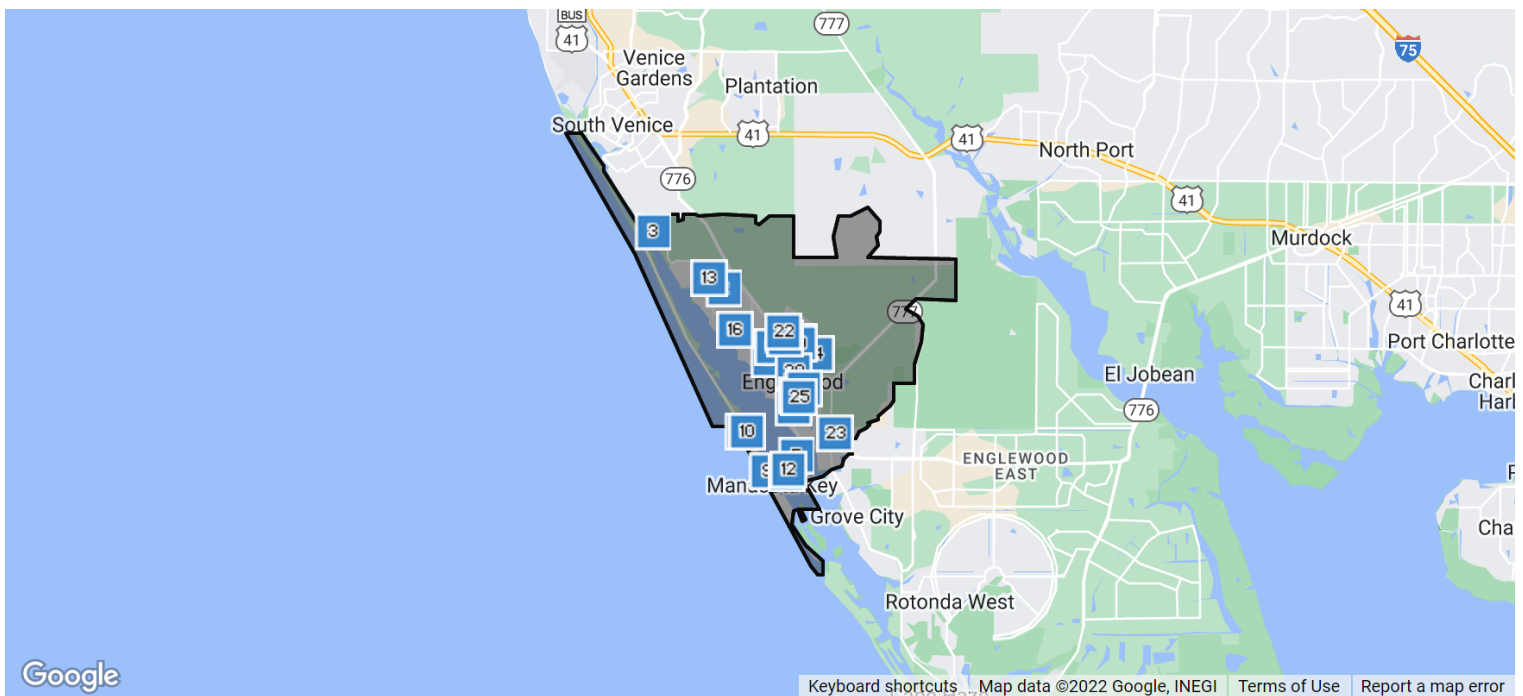 BUS
41
777
75
Venice
Gardens
Plantation
South Venice
41
41
North Port
776
41
3
Murdock
13
777
41
16
22
4
Port Charlotte
El Jobean
25
776
10
23
ENGLEWOOD
EAST
12
Grove City
Rotonda West
Google
Keyboard shortcuts
Map data ©2022 Google, INEGI
Terms of Use
Report a map error